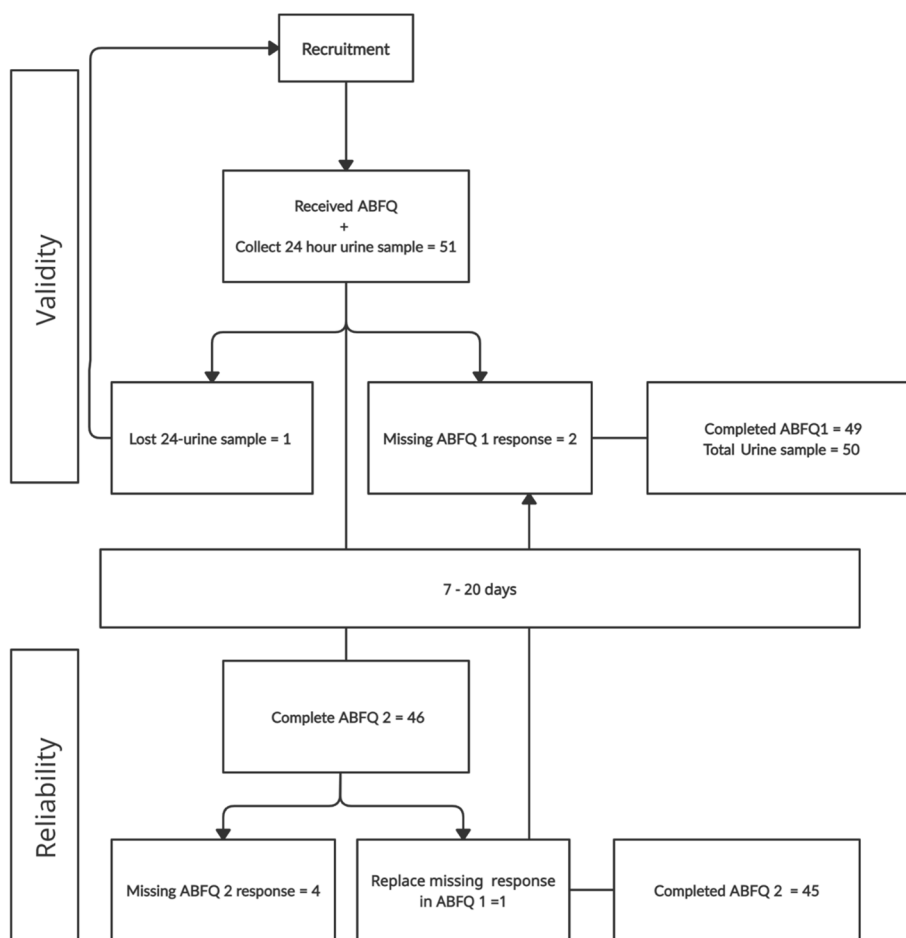 Recruitment
Validity
Received ABFQ
+
Collect 24 hour urine sample = 51
Lost 24-urine sample = 1
Missing ABFQ 1 response = 2
Completed ABFQ1 = 49
Total Urine sample = 50
7 - 20 days
Reliability
Complete ABFQ 2 = 46
Missing ABFQ 2 response = 4
Replace missing response
in ABFQ 1 =1
Completed ABFQ 2 = 45